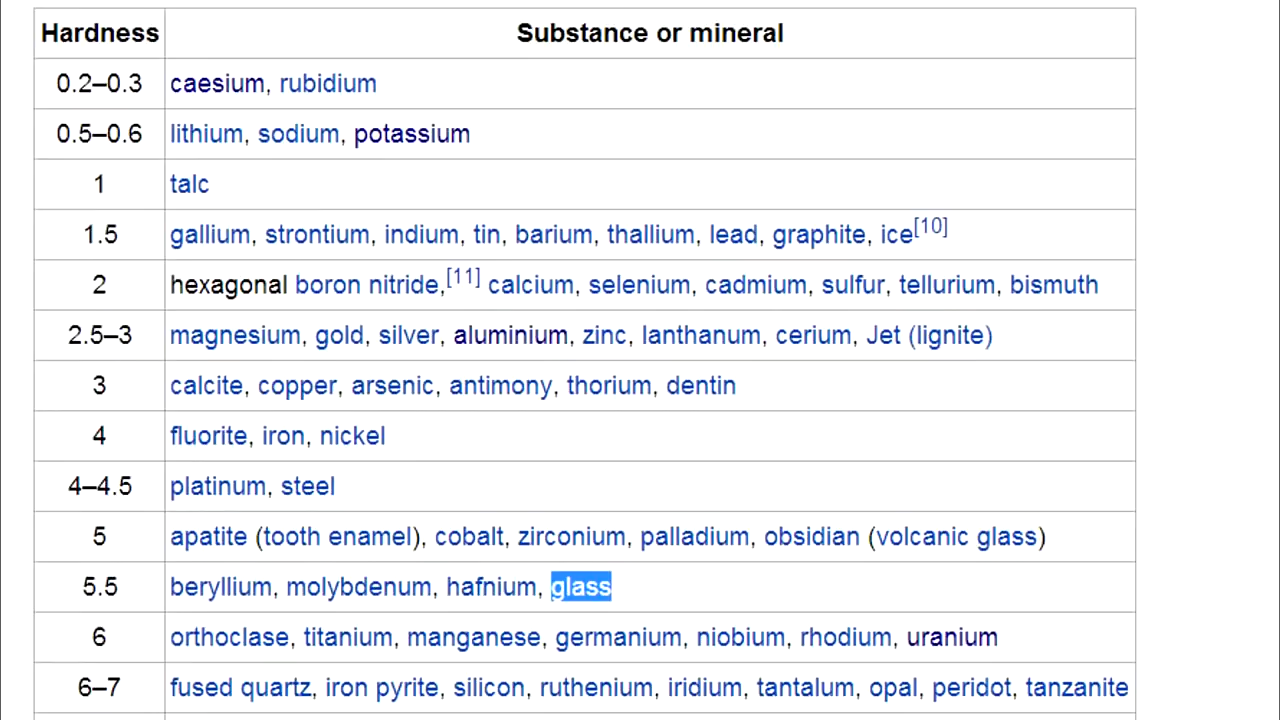 Hardness Substance or mineral
0.2–0.3 caesium, rubidium
0.5–0.6 lithium, sodium, potassium
1 talc
1.5 gallium, strontium, indium, tin, barium, thallium, lead, graphite, ice[10]
2 hexagonal boron nitride,[11] calcium, selenium, cadmium, sulfur, tellurium, bismuth
2.5–3 magnesium, gold, silver, aluminium, zinc, lanthanum, cerium, Jet (lignite)
3 calcite, copper, arsenic, antimony, thorium, dentin
4 fluorite, iron, nickel
4–4.5 platinum, steel
5 apatite (tooth enamel), cobalt, zirconium, palladium, obsidian (volcanic glass)
5.5 beryllium, molybdenum, hafnium, glass
6 orthoclase, titanium, manganese, germanium, niobium, rhodium, uranium
6–7 fused quartz, iron pyrite, silicon, ruthenium, iridium, tantalum, opal, peridot, tanzanite